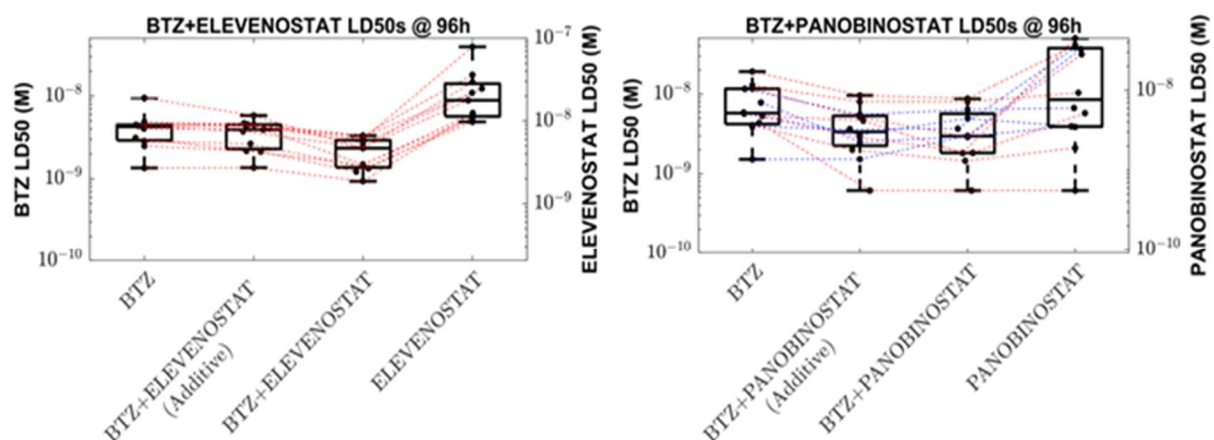 BTZ+ELEVENOSTAT LD50s @ 96h
BTZ LD50 (M)
10⁻⁸
10⁻⁹
10⁻¹⁰
10⁻⁷
10⁻⁸
10⁻⁹
ELEVENOSTAT LD50 (M)
BTZ
BTZ+ELEVENOSTAT
(Additive)
BTZ+ELEVENOSTAT
ELEVENOSTAT
BTZ+PANOBINOSTAT LD50s @ 96h
BTZ LD50 (M)
10⁻⁸
10⁻⁹
10⁻¹⁰
10⁻⁸
10⁻¹⁰
PANOBINOSTAT LD50 (M)
BTZ
BTZ+PANOBINOSTAT
(Additive)
BTZ+PANOBINOSTAT
PANOBINOSTAT